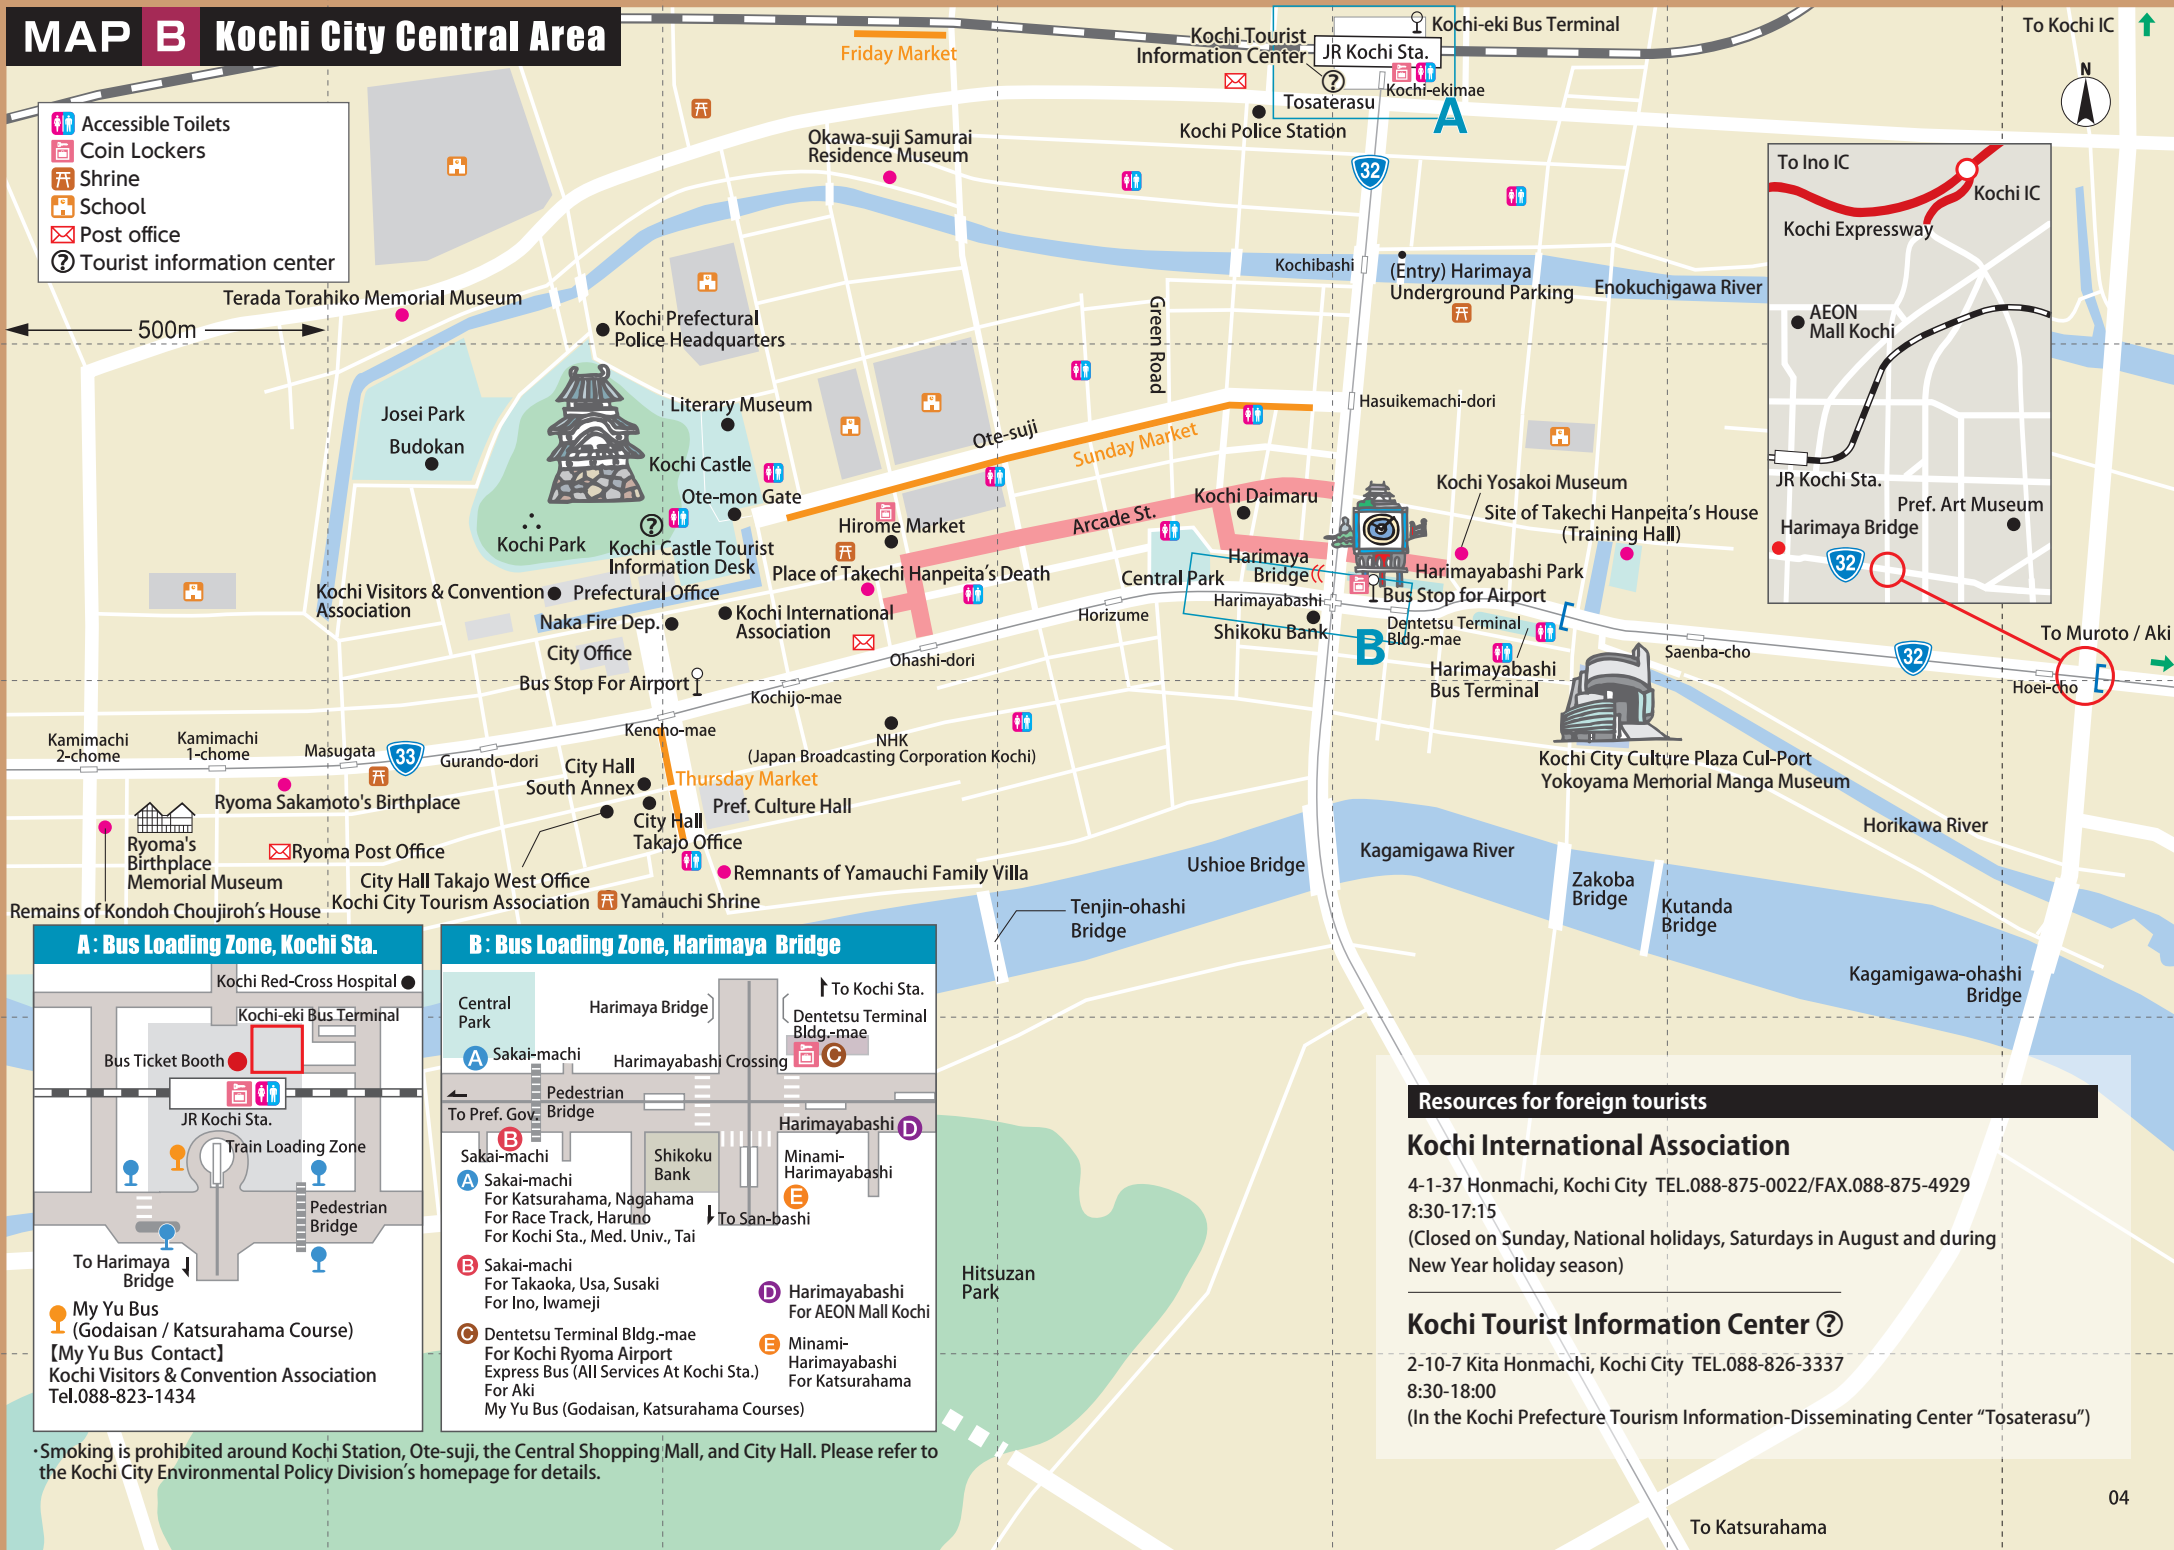 MAP B Kochi City Central Area
Accessible Toilets
Coin Lockers
Shrine
School
Post office
? Tourist information center
500m
Friday Market
Kochi Tourist
Information Center
JR Kochi Sta.
Kochi-eki Bus Terminal
?
Tosaterasu
Kochi-ekimae
A
Kochi Police Station
To Kochi IC
N
Okawa-suji Samurai
Residence Museum
32
Terada Torahiko Memorial Museum
Kochi Prefectural
Police Headquarters
Kochibashi
(Entry) Harimaya
Underground Parking
Enokuchigawa River
Green Road
To Ino IC
Kochi IC
Kochi Expressway
AEON
Mall Kochi
JR Kochi Sta.
Pref. Art Museum
Harimaya Bridge
32
Josei Park
Budokan
Literary Museum
Kochi Castle
Ote-mon Gate
Ote-suji
Sunday Market
Hasuikemachi-dori
Kochi Park
?
Kochi Castle Tourist
Information Desk
Hirome Market
Arcade St.
Kochi Daimaru
Kochi Yosakoi Museum
Site of Takechi Hanpeita's House
(Training Hall)
Place of Takechi Hanpeita's Death
Central Park
Harimaya
Bridge
Harimayabashi Park
Bus Stop for Airport
Harimayabashi
Shikoku Bank
B
Dentetsu Terminal
Bldg.-mae
Harimayabashi
Bus Terminal
Kochi Visitors & Convention
Association
Prefectural Office
Naka Fire Dep.
Kochi International
Association
City Office
Bus Stop For Airport
Horizume
Ohashi-dori
Kochijo-mae
Kencho-mae
Saenba-cho
32
To Muroto / Aki
Hoei-cho
NHK
(Japan Broadcasting Corporation Kochi)
Kochi City Culture Plaza Cul-Port
Yokoyama Memorial Manga Museum
Kamimachi
2-chome
Kamimachi
1-chome
Masugata
33
Gurando-dori
City Hall
South Annex
Thursday Market
Pref. Culture Hall
City Hall
Takajo Office
Ryoma Sakamoto's Birthplace
Ryoma's
Birthplace
Memorial Museum
Ryoma Post Office
City Hall Takajo West Office
Kochi City Tourism Association
Yamauchi Shrine
Remnants of Yamauchi Family Villa
Remains of Kondoh Choujiroh's House
Ushioe Bridge
Kagamigawa River
Horikawa River
Zakoba
Bridge
Kutanda
Bridge
Tenjin-ohashi
Bridge
Kagamigawa-ohashi
Bridge
A : Bus Loading Zone, Kochi Sta.
Kochi Red-Cross Hospital
Kochi-eki Bus Terminal
Bus Ticket Booth
JR Kochi Sta.
Train Loading Zone
Pedestrian
Bridge
To Harimaya
Bridge
My Yu Bus
(Godaisan / Katsurahama Course)
【My Yu Bus Contact】
Kochi Visitors & Convention Association
Tel.088-823-1434
B : Bus Loading Zone, Harimaya Bridge
Central
Park
Harimaya Bridge
To Kochi Sta.
Dentetsu Terminal
Bldg.-mae
A Sakai-machi
Harimayabashi Crossing
C
Pedestrian
Bridge
To Pref. Gov.
B
Sakai-machi
Harimayabashi D
Shikoku
Bank
Minami-
Harimayabashi
E
To San-bashi
A Sakai-machi
For Katsurahama, Nagahama
For Race Track, Haruno
For Kochi Sta., Med. Univ., Tai
B Sakai-machi
For Takaoka, Usa, Susaki
For Ino, Iwameji
C Dentetsu Terminal Bldg.-mae
For Kochi Ryoma Airport
Express Bus (All Services At Kochi Sta.)
For Aki
My Yu Bus (Godaisan, Katsurahama Courses)
D Harimayabashi
For AEON Mall Kochi
E Minami-
Harimayabashi
For Katsurahama
Hitsuzan
Park
Resources for foreign tourists
Kochi International Association
4-1-37 Honmachi, Kochi City TEL.088-875-0022/FAX.088-875-4929
8:30-17:15
(Closed on Sunday, National holidays, Saturdays in August and during
New Year holiday season)
Kochi Tourist Information Center ?
2-10-7 Kita Honmachi, Kochi City TEL.088-826-3337
8:30-18:00
(In the Kochi Prefecture Tourism Information-Disseminating Center “Tosaterasu”)
・Smoking is prohibited around Kochi Station, Ote-suji, the Central Shopping Mall, and City Hall. Please refer to
the Kochi City Environmental Policy Division's homepage for details.
04
To Katsurahama